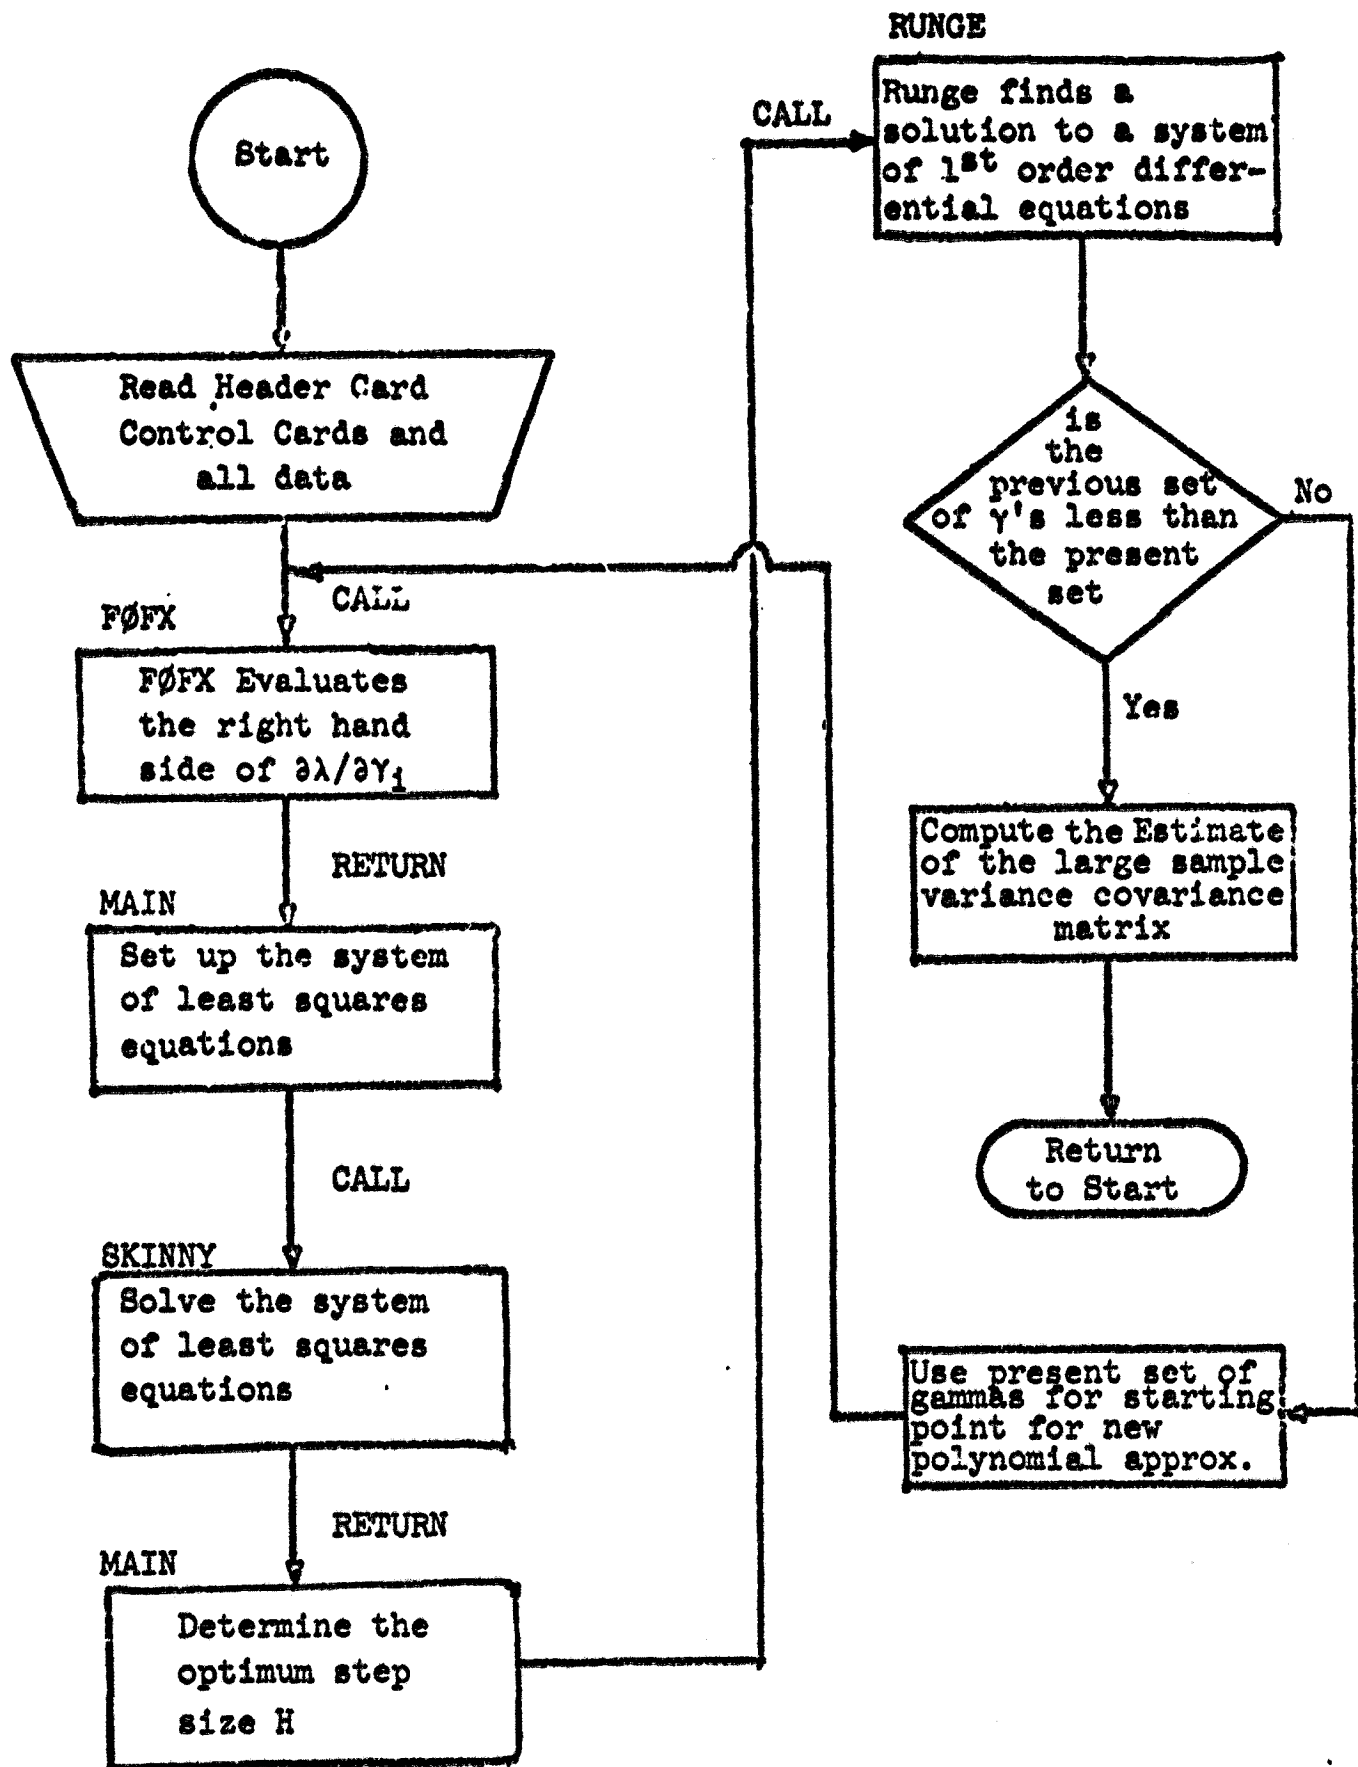 Start
Read Header Card
Control Cards and
all data
CALL
FØFX
FØFX Evaluates
the right hand
side of ∂λ/∂γi
RETURN
MAIN
Set up the system
of least squares
equations
CALL
SKINNY
Solve the system
of least squares
equations
RETURN
MAIN
Determine the
optimum step
size H
CALL
RUNGE
Runge finds a
solution to a system
of 1st order differ-
ential equations
is
the
previous set
of γ's less than
the present
set
No
Yes
Compute the Estimate
of the large sample
variance covariance
matrix
Return
to Start
Use present set of
gammas for starting
point for new
polynomial approx.